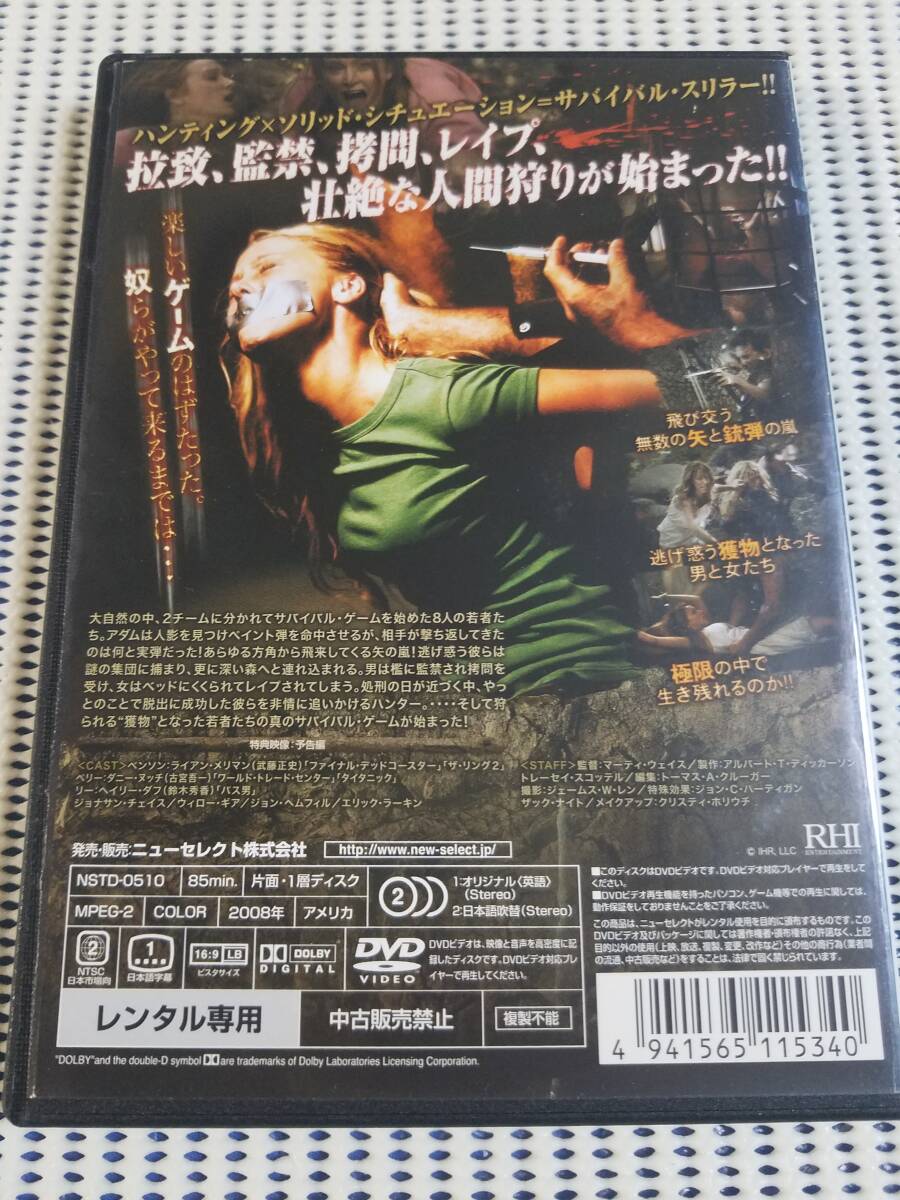 ハンティング×ソリッド・シチュエーション=サバイバル・スリラー!!
拉致、監禁、拷問、レイプ、
壮絶な人間狩りが始まった!!
楽しいゲームのはずだった。
奴らがやって来るまでは・・・
飛び交う
無数の矢と銃弾の嵐
逃げ惑う獲物となった
男と女たち
極限の中で
生き残れるのか!!
大自然の中、2チームに分かれてサバイバル・ゲームを始めた8人の若者た
ち。アダムは人影を見つけペイント弾を命中させるが、相手が撃ち返してきた
のは何と実弾だった!あらゆる方角から飛来してくる矢の嵐!逃げ惑う彼らは
謎の集団に捕まり、更に深い森へと連れ込まれる。男は檻に監禁され拷問を
受け、女はベッドにくくられてレイプされてしまう。処刑の日が近づく中、やっ
とのことで脱出に成功した彼らを非情に追いかけるハンター。・・・・そして狩
られる“獲物”となった若者たちの真のサバイバル・ゲームが始まった!
特典映像:予告編
<CAST>ベンソン:ライアン・メリマン(武藤正史)「ファイナル・デッドコースター」「ザ・リング2」
ペリー:ダニー・ヌッチ(古宮吾一)「ワールド・トレード・センター」「タイタニック」
リー:ヘイリー・ダフ(鈴木秀香)「バス男」
ジョナサン・チェイス/ウィロー・ギア/ジョン・ヘムフィル/エリック・ラーキン
<STAFF>監督:マーティ・ウェイス/製作:アルバート・T・ディッカーソン
トレーセイ・スコッテル/編集:トーマス・A・クルーガー
撮影:ジェームス・W・レン/特殊効果:ジョン・C・ハーティガン
ザック・ナイト/メイクアップ:クリスティ・ホリウチ
RHI
ENTERTAINMENT
© IHR, LLC
発売・販売:ニューセレクト株式会社
http://www.new-select.jp/
NSTD-0510 85min. 片面・1層ディスク
MPEG-2 COLOR 2008年 アメリカ
2 1:オリジナル<英語>
(Stereo)
2:日本語吹替(Stereo)
2
NTSC
日本市場向
1
日本語字幕
16:9 LB
ビスタサイズ
DOLBY
DIGITAL
DVD
VIDEO
DVDビデオは、映像と音声を高密度に記
録したディスクです。DVDビデオ対応プレイ
ヤーで再生してください。
■このディスクはDVDビデオです。DVDビデオ対応プレイヤーで再生をして
ください。
■DVDビデオ再生機能を持ったパソコン、ゲーム機等での再生に関しては、
動作保証をしておりませんことをご了承ください。
この商品は、ニューセレクトがレンタル使用を目的に頒布するものです。この
DVDビデオ及びパッケージに関しては著作権者・頒布権者の許諾なく、上記
目的以外の使用(上映、放送、複製、変更、改作など)その他の商行為(業者間
の流通、中古販売など)をすることは、法律で固く禁じられています。
レンタル専用 中古販売禁止 複製不能
4 941565 115340
"DOLBY"and the double-D symbol are trademarks of Dolby Laboratories Licensing Corporation.